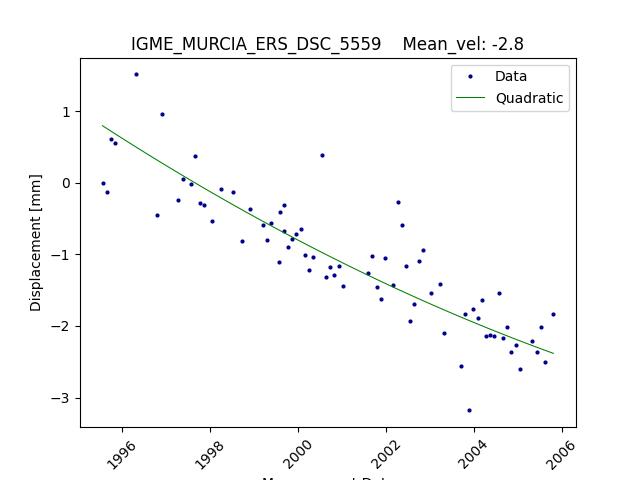 IGME_MURCIA_ERS_DSC_5559    Mean_vel: -2.8
Data
Quadratic
Displacement [mm]
1
0
−1
−2
−3
1996
1998
2000
2002
2004
2006